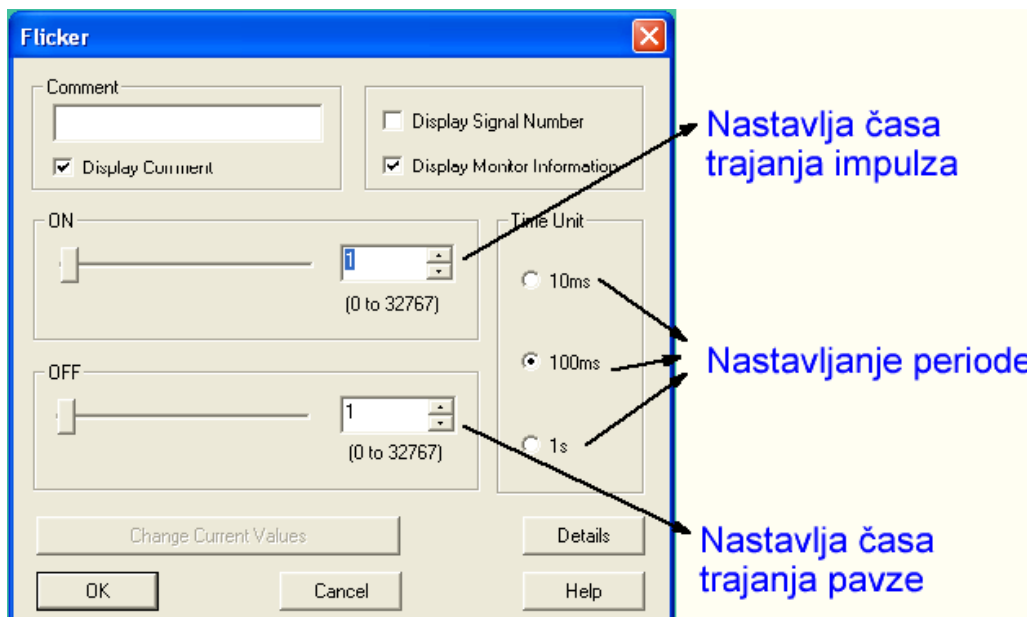 Flicker
Comment
Display Comment
Display Signal Number
Display Monitor Information
Nastavlja časa
trajanja impulza
ON
1
(0 to 32767)
Time Unit
10ms
100ms
1s
Nastavljanje periode
OFF
1
(0 to 32767)
Nastavlja časa
trajanja pavze
Change Current Values
Details
OK
Cancel
Help